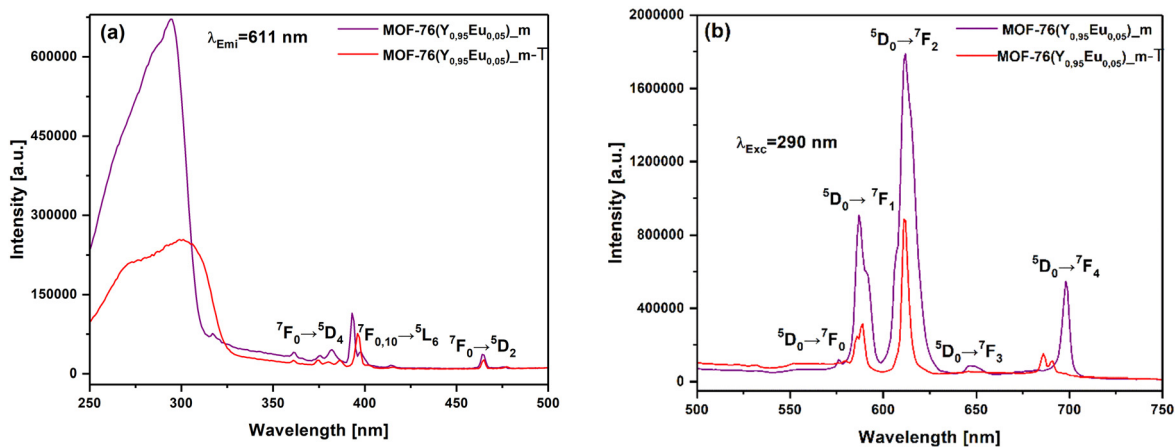 (a)
λEmi=611 nm
MOF-76(Y0,95Eu0,05)_m
MOF-76(Y0,95Eu0,05)_m-T
Intensity [a.u.]
600000
450000
300000
150000
0
7F0→5D4
7F0,10→5L6
7F0→5D2
250 300 350 400 450 500
Wavelength [nm]
(b)
5D0→7F2
MOF-76(Y0,95Eu0,05)_m
MOF-76(Y0,95Eu0,05)_m-T
λExc=290 nm
Intensity [a.u.]
2000000
1600000
1200000
800000
400000
0
5D0→7F1
5D0→7F4
5D0→7F0
5D0→7F3
500 550 600 650 700 750
Wavelength [nm]